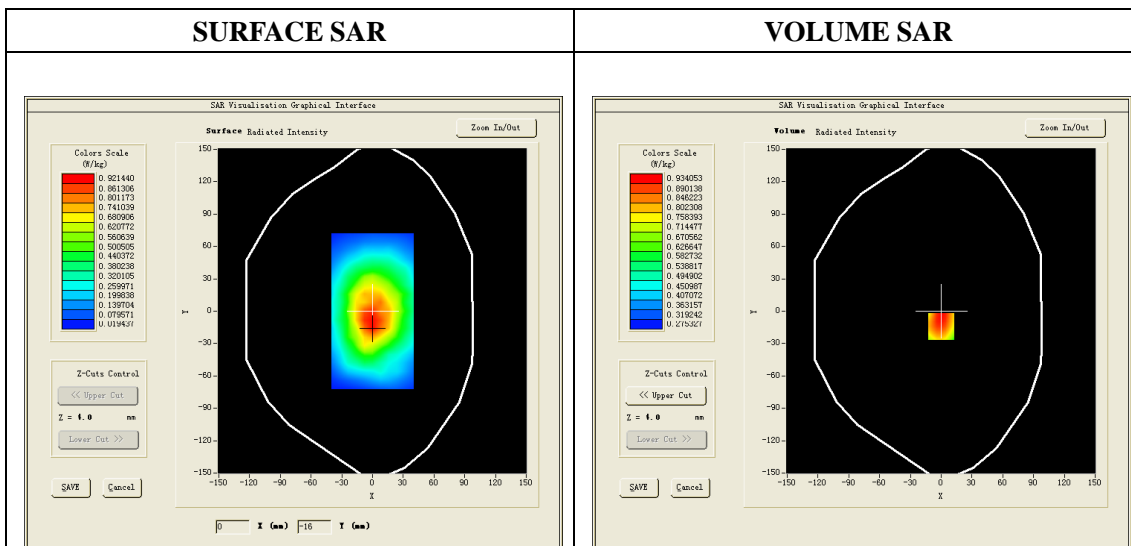 SURFACE SAR
VOLUME SAR
SAR Visualisation Graphical Interface
Surface Radiated Intensity
Zoom In/Out
Colors Scale
(W/kg)
0.921440
0.861306
0.801173
0.741039
0.680906
0.620772
0.560639
0.500505
0.440372
0.380238
0.320105
0.259971
0.199838
0.139704
0.079571
0.019437
150
120
90
60
30
0
-30
-60
-90
-120
-150
Y
-150 -120 -90 -60 -30 0 30 60 90 120 150
X
Z-Cuts Control
<< Upper Cut
Z = 4.0 mm
Lower Cut >>
SAVE Cancel
0 X (mm) -16 Y (mm)
SAR Visualisation Graphical Interface
Volume Radiated Intensity
Zoom In/Out
Colors Scale
(W/kg)
0.934053
0.890138
0.846223
0.802308
0.758393
0.714477
0.670562
0.626647
0.582732
0.538817
0.494902
0.450987
0.407072
0.363157
0.319242
0.275327
150
120
90
60
30
0
-30
-60
-90
-120
-150
Y
-150 -120 -90 -60 -30 0 30 60 90 120 150
X
Z-Cuts Control
<< Upper Cut
Z = 4.0 mm
Lower Cut >>
SAVE Cancel